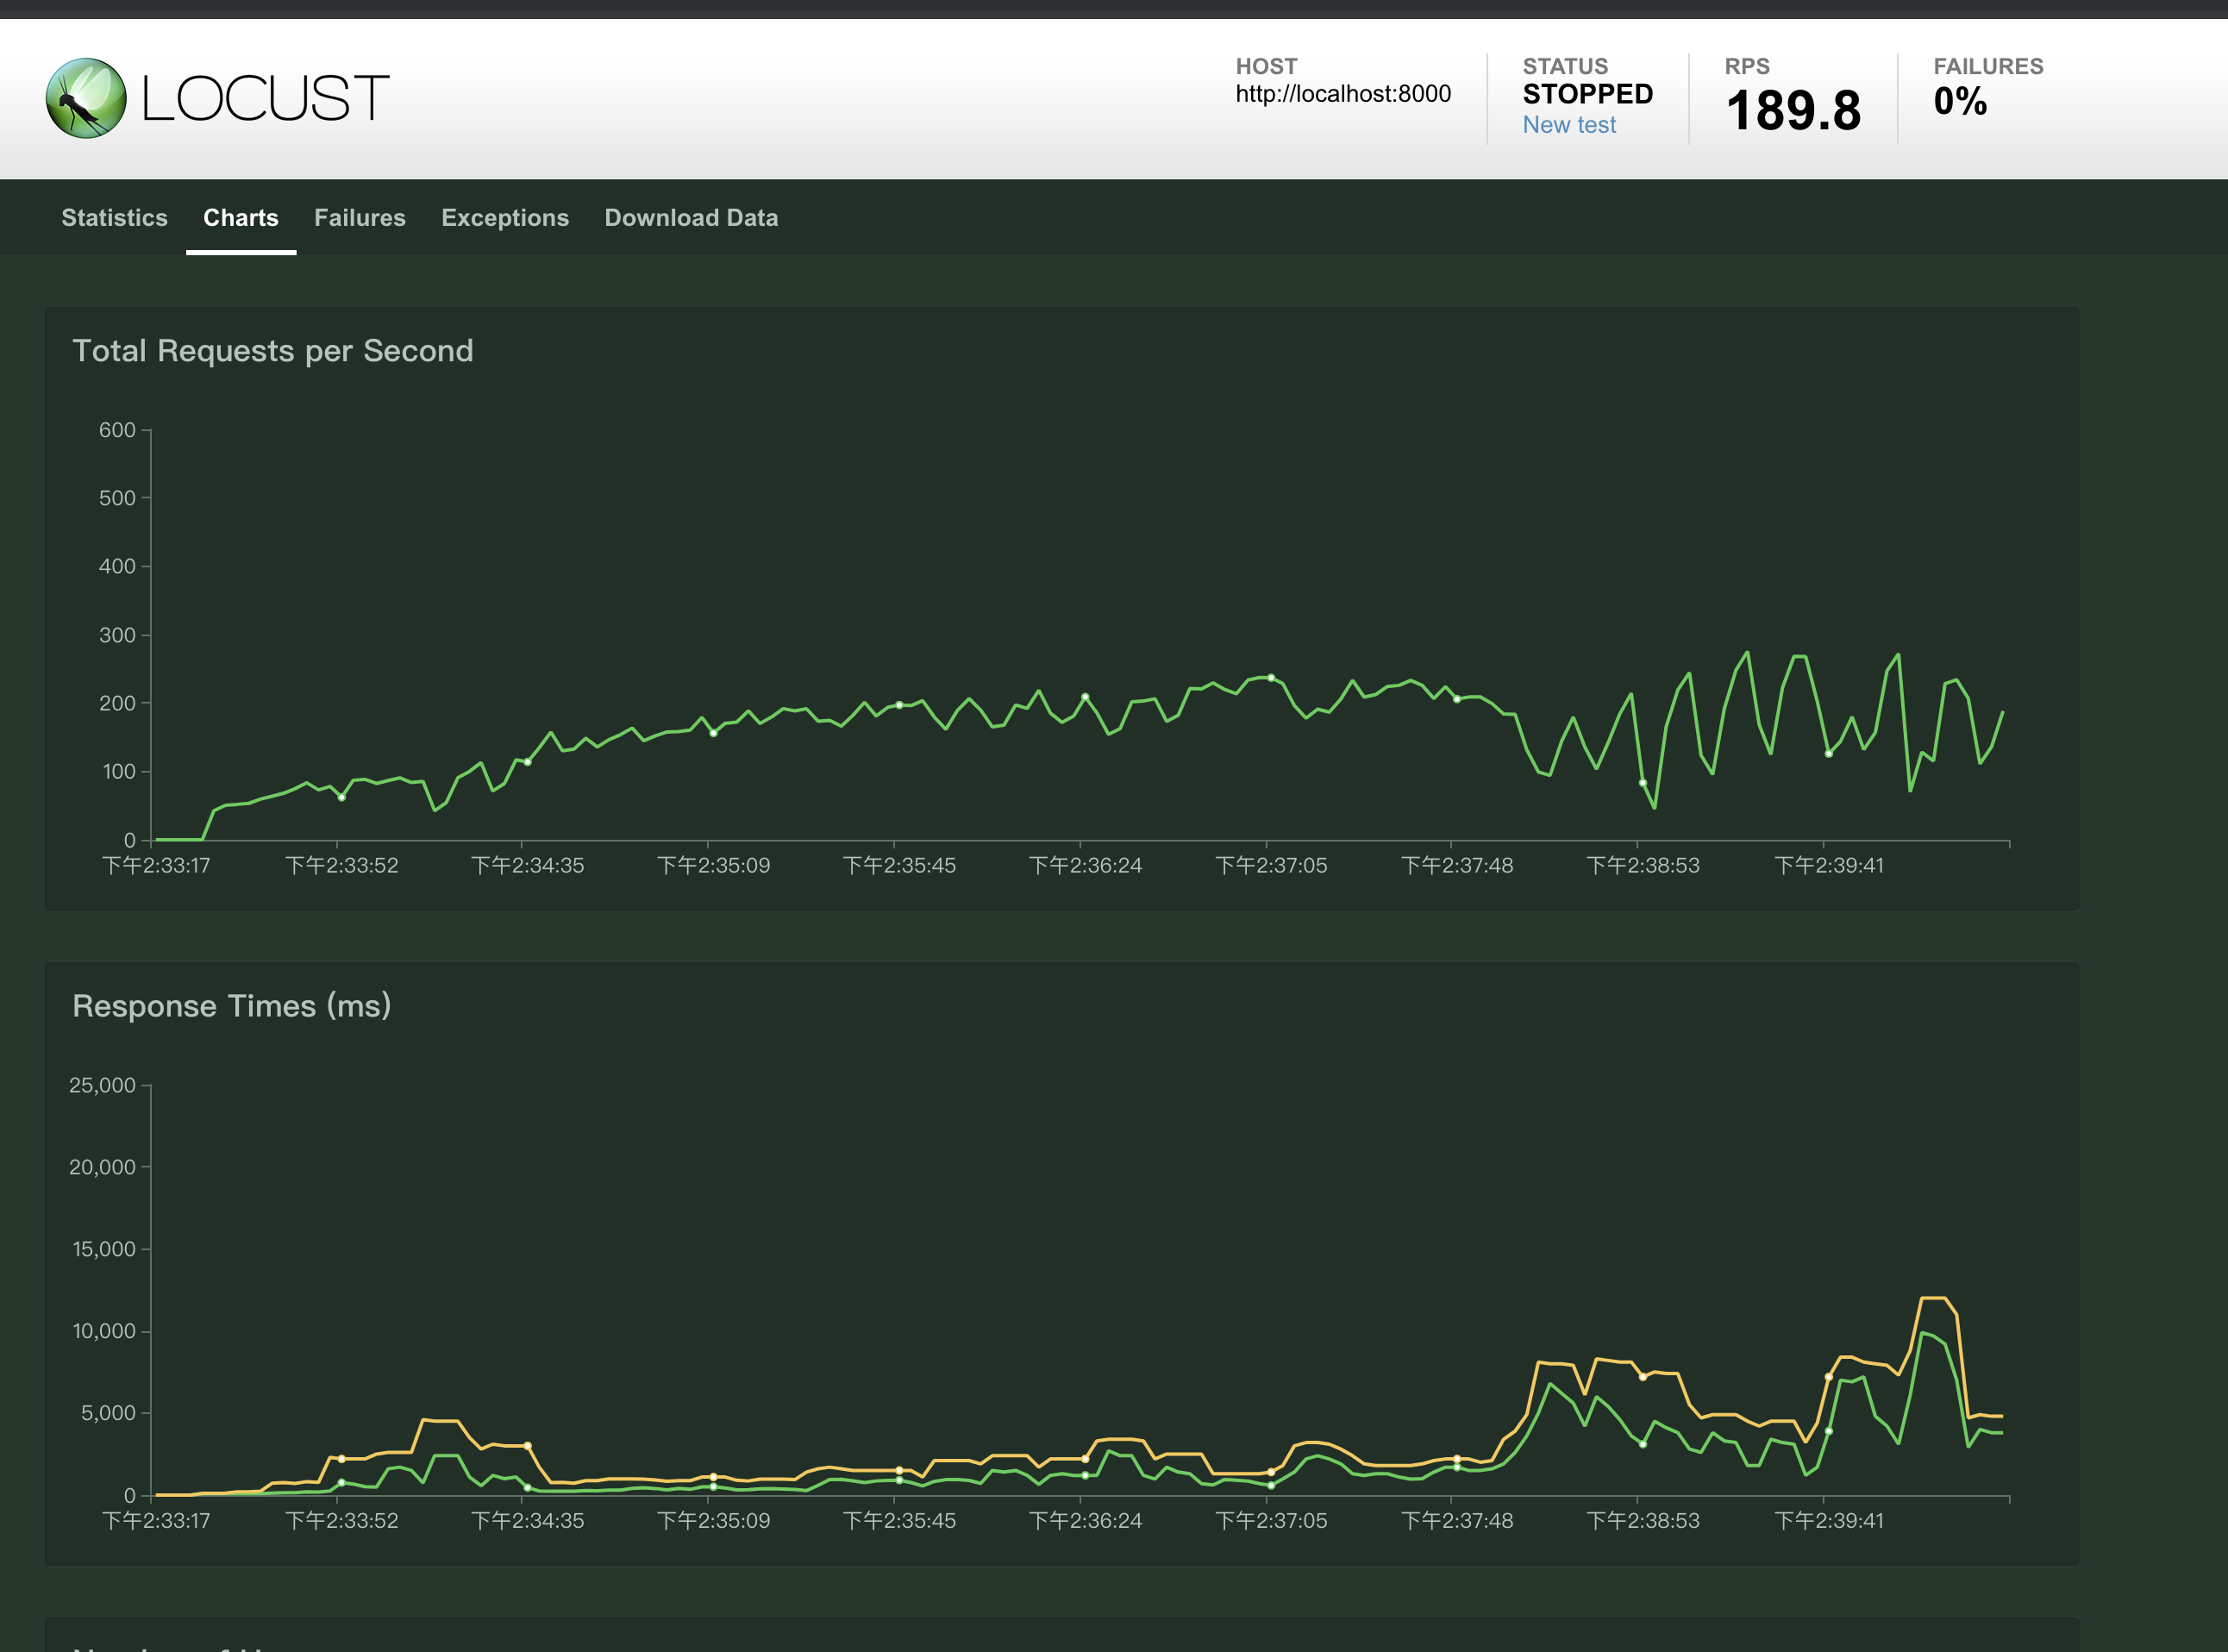 LOCUST
HOST
http://localhost:8000
STATUS
STOPPED
New test
RPS
189.8
FAILURES
0%
Statistics Charts Failures Exceptions Download Data
Total Requests per Second
600
500
400
300
200
100
0
下午2:33:17 下午2:33:52 下午2:34:35 下午2:35:09 下午2:35:45 下午2:36:24 下午2:37:05 下午2:37:48 下午2:38:53 下午2:39:41
Response Times (ms)
25,000
20,000
15,000
10,000
5,000
0
下午2:33:17 下午2:33:52 下午2:34:35 下午2:35:09 下午2:35:45 下午2:36:24 下午2:37:05 下午2:37:48 下午2:38:53 下午2:39:41